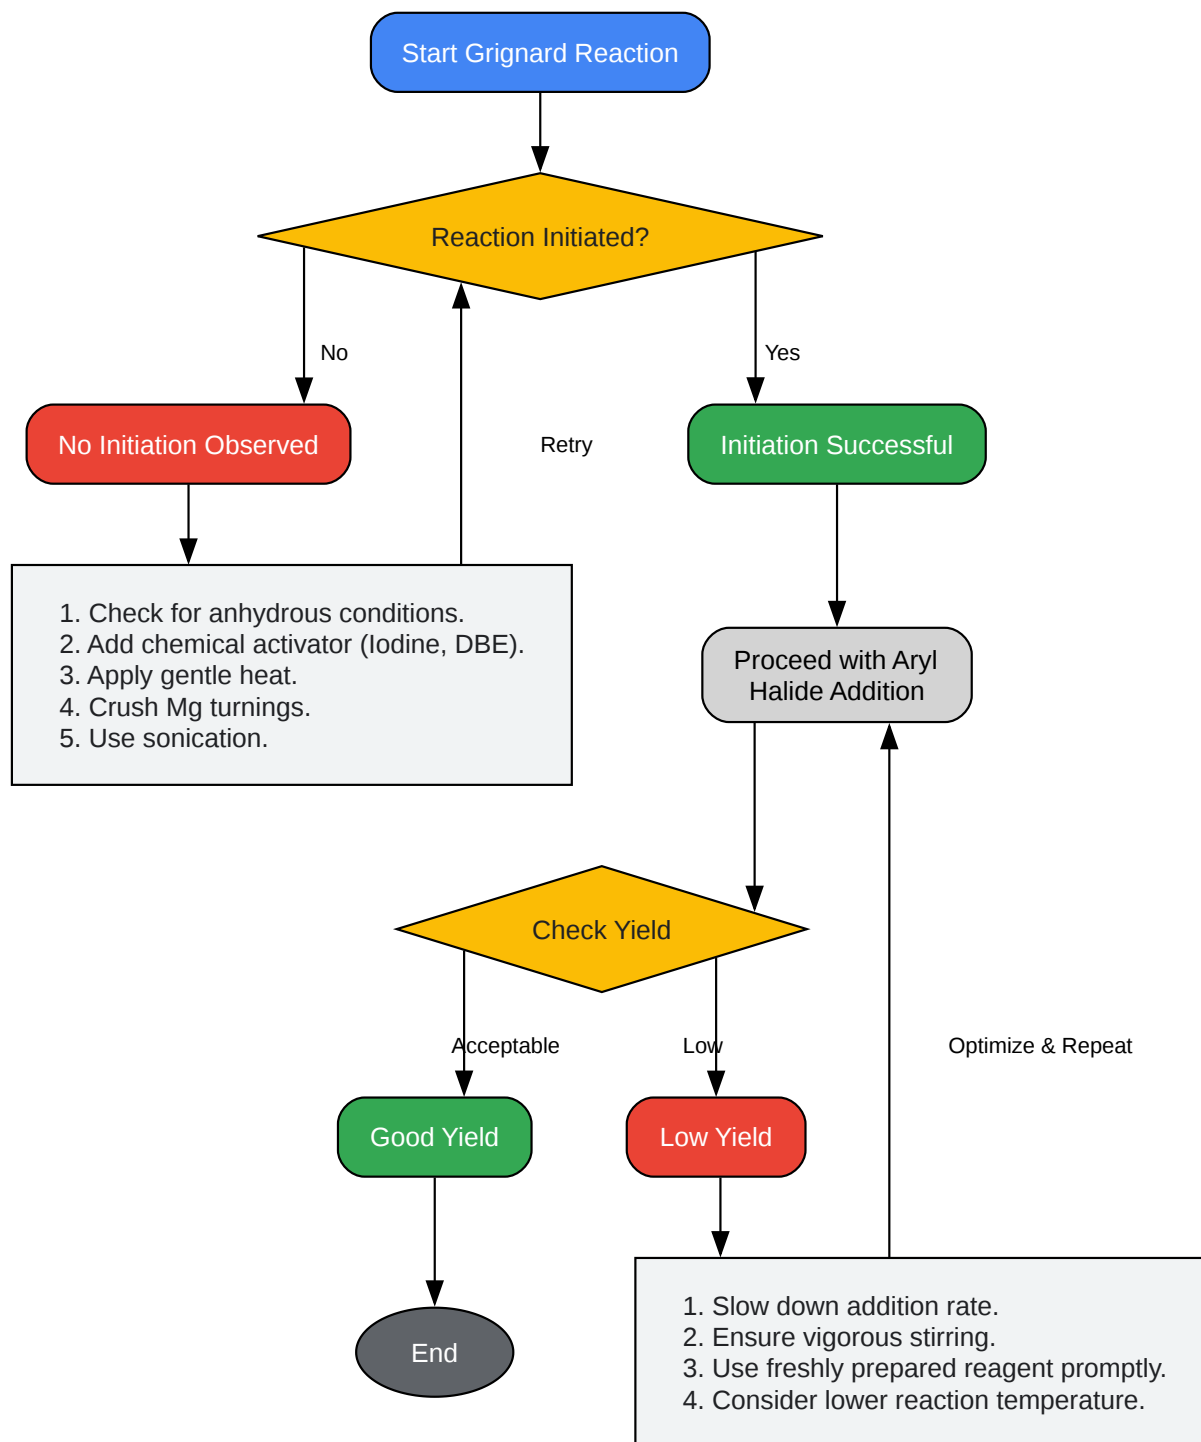 Start Grignard Reaction
Reaction Initiated?
No
Yes
No Initiation Observed
Retry
Initiation Successful
1. Check for anhydrous conditions.
2. Add chemical activator (Iodine, DBE).
3. Apply gentle heat.
4. Crush Mg turnings.
5. Use sonication.
Proceed with Aryl
Halide Addition
Check Yield
Acceptable
Low
Optimize & Repeat
Good Yield
Low Yield
End
1. Slow down addition rate.
2. Ensure vigorous stirring.
3. Use freshly prepared reagent promptly.
4. Consider lower reaction temperature.